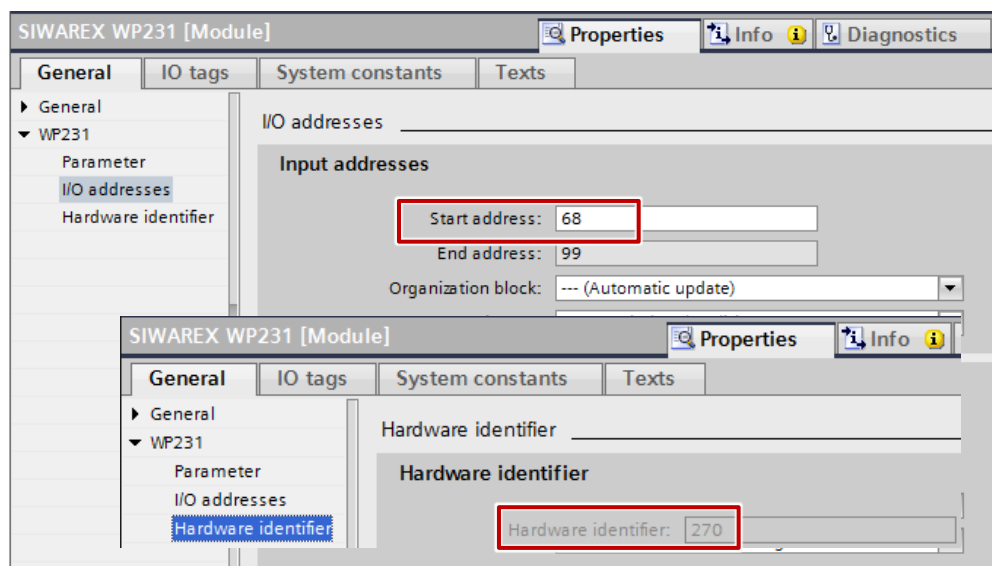 SIWAREX WP231 [Module]
Properties
Info
Diagnostics
General
IO tags
System constants
Texts
General
WP231
Parameter
I/O addresses
Hardware identifier
I/O addresses
Input addresses
Start address: 68
End address: 99
Organization block: --- (Automatic update)
SIWAREX WP231 [Module]
Properties
Info
General
IO tags
System constants
Texts
General
WP231
Parameter
I/O addresses
Hardware identifier
Hardware identifier
Hardware identifier
Hardware identifier: 270